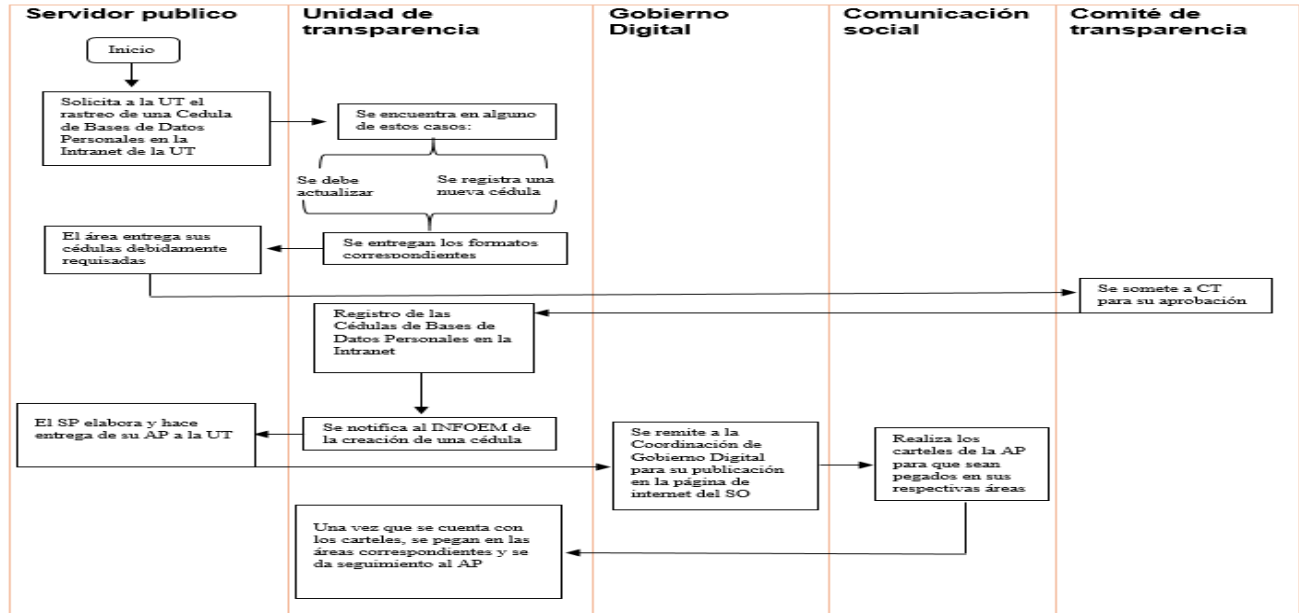 Servidor publico
Unidad de
transparencia
Gobierno
Digital
Comunicación
social
Comité de
transparencia
Inicio
Solicita a la UT el
rastreo de una Cedula
de Bases de Datos
Personales en la
Intranet de la UT
Se encuentra en alguno
de estos casos:
Se debe
actualizar
Se registra una
nueva cédula
Se entregan los formatos
correspondientes
El área entrega sus
cédulas debidamente
requisadas
Se somete a CT
para su aprobación
Registro de las
Cédulas de Bases de
Datos Personales en la
Intranet
Se notifica al INFOEM de
la creación de una cédula
El SP elabora y hace
entrega de su AP a la UT
Se remite a la
Coordinación de
Gobierno Digital
para su publicación
en la página de
internet del SO
Realiza los
carteles de la AP
para que sean
pegados en sus
respectivas áreas
Una vez que se cuenta con
los carteles, se pegan en las
áreas correspondientes y se
da seguimiento al AP